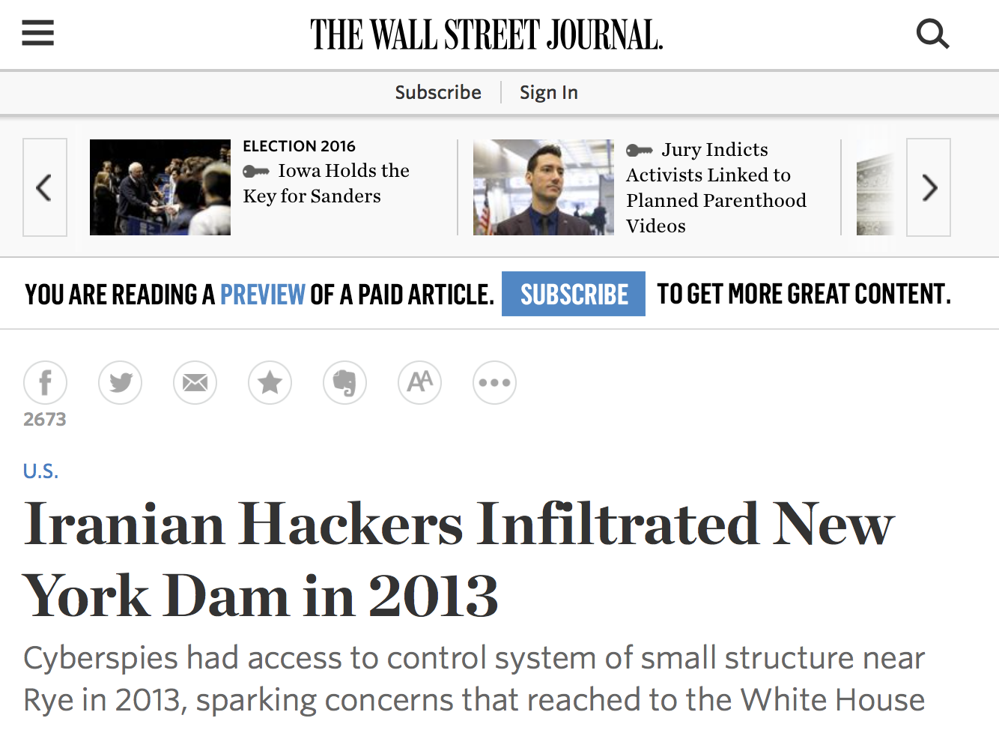 THE WALL STREET JOURNAL.
Subscribe
Sign In
ELECTION 2016
Iowa Holds the
Key for Sanders
Jury Indicts
Activists Linked to
Planned Parenthood
Videos
YOU ARE READING A PREVIEW OF A PAID ARTICLE. SUBSCRIBE TO GET MORE GREAT CONTENT.
2673
U.S.
Iranian Hackers Infiltrated New
York Dam in 2013
Cyberspies had access to control system of small structure near
Rye in 2013, sparking concerns that reached to the White House